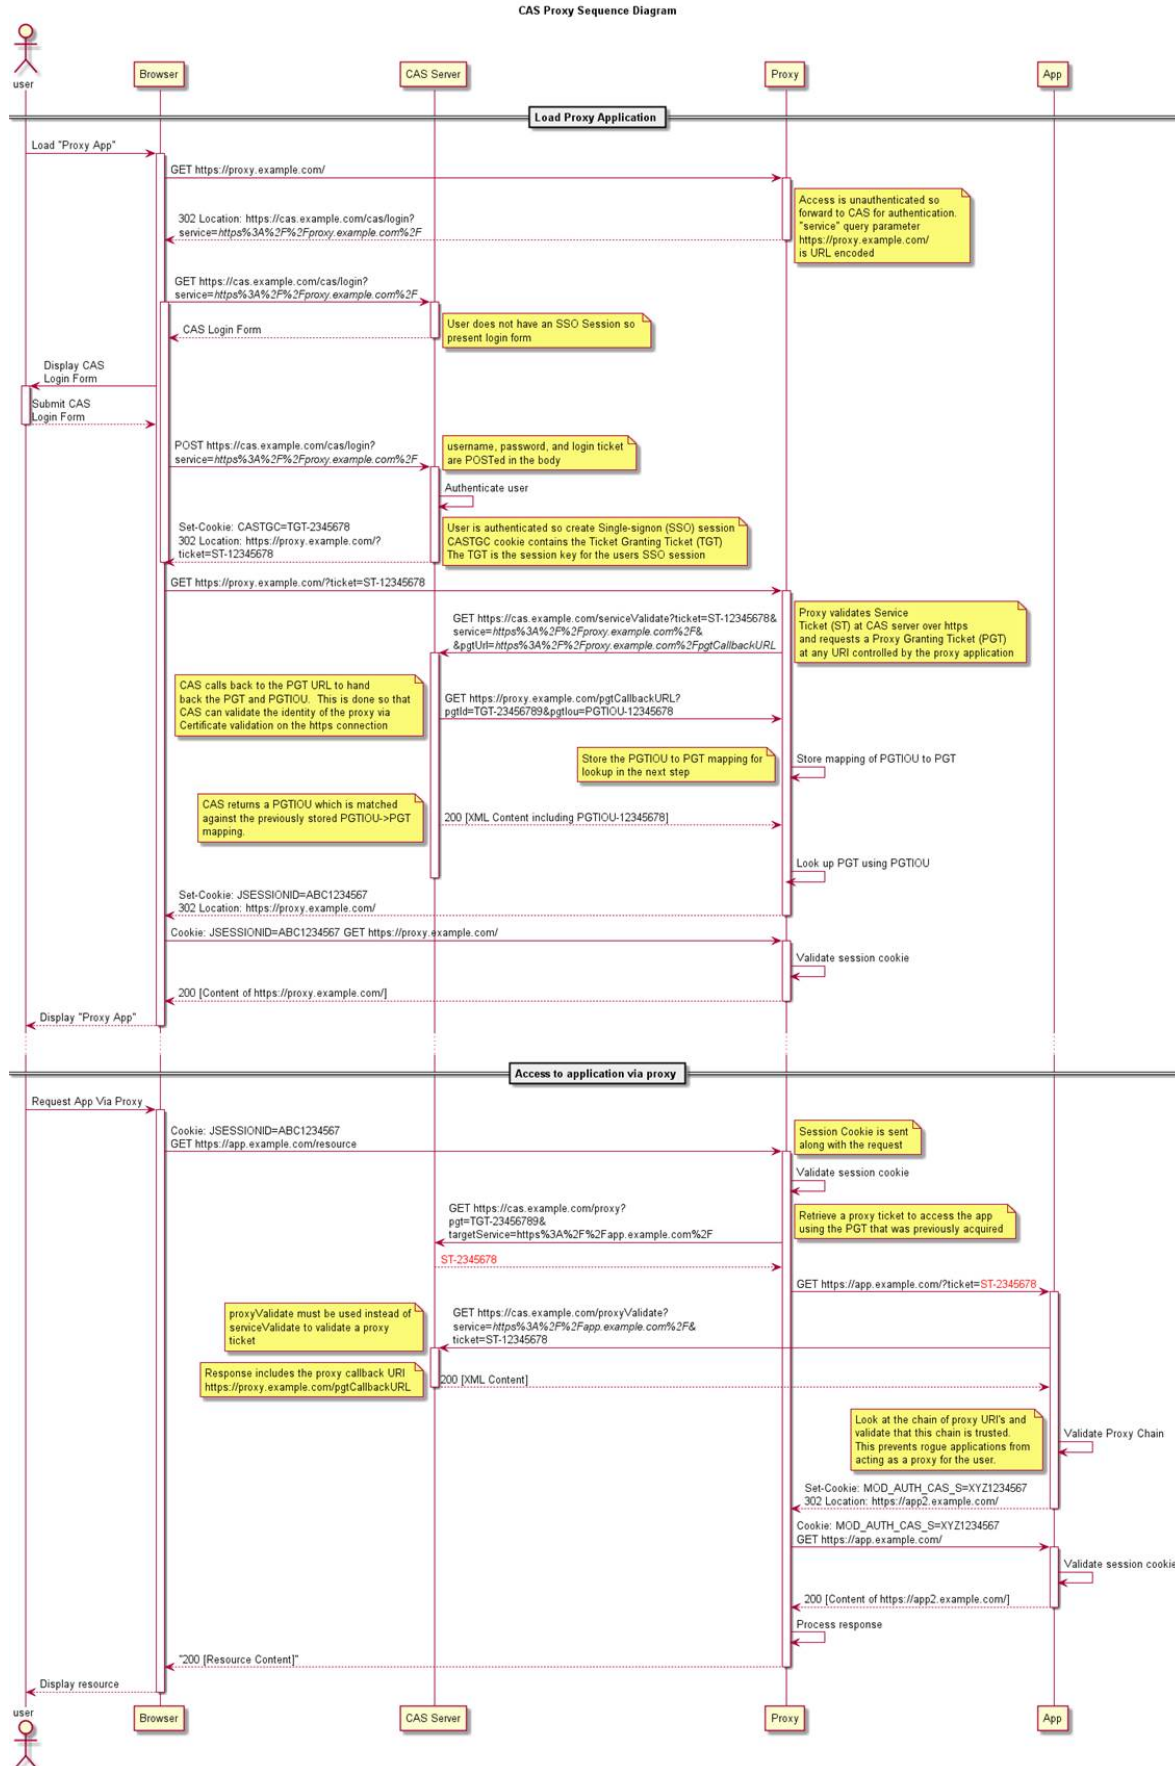 CAS Proxy Sequence Diagram
user
Browser
CAS Server
Proxy
App
Load Proxy Application
Load "Proxy App"
GET https://proxy.example.com/
Access is unauthenticated so
forward to CAS for authentication.
"service" query parameter
https://proxy.example.com/
is URL encoded
302 Location: https://cas.example.com/cas/login?
service=https%3A%2F%2Fproxy.example.com%2F
GET https://cas.example.com/cas/login?
service=https%3A%2F%2Fproxy.example.com%2F
CAS Login Form
User does not have an SSO Session so
present login form
Display CAS
Login Form
Submit CAS
Login Form
POST https://cas.example.com/cas/login?
service=https%3A%2F%2Fproxy.example.com%2F
username, password, and login ticket
are POSTed in the body
Authenticate user
Set-Cookie: CASTGC=TGT-2345678
302 Location: https://proxy.example.com/?
ticket=ST-12345678
User is authenticated so create Single-signon (SSO) session
CASTGC cookie contains the Ticket Granting Ticket (TGT)
The TGT is the session key for the users SSO session
GET https://proxy.example.com/?ticket=ST-12345678
GET https://cas.example.com/serviceValidate?ticket=ST-12345678&
service=https%3A%2F%2Fproxy.example.com%2F&
&pgtUrl=https%3A%2F%2Fproxy.example.com%2FpgtCallbackURL
Proxy validates Service
Ticket (ST) at CAS server over https
and requests a Proxy Granting Ticket (PGT)
at any URI controlled by the proxy application
CAS calls back to the PGT URL to hand
back the PGT and PGTIOU.  This is done so that
CAS can validate the identity of the proxy via
Certificate validation on the https connection
GET https://proxy.example.com/pgtCallbackURL?
pgtId=TGT-23456789&pgtIou=PGTIOU-12345678
Store the PGTIOU to PGT mapping for
lookup in the next step
Store mapping of PGTIOU to PGT
CAS returns a PGTIOU which is matched
against the previously stored PGTIOU->PGT
mapping.
200 [XML Content including PGTIOU-12345678]
Look up PGT using PGTIOU
Set-Cookie: JSESSIONID=ABC1234567
302 Location: https://proxy.example.com/
Cookie: JSESSIONID=ABC1234567 GET https://proxy.example.com/
Validate session cookie
200 [Content of https://proxy.example.com/]
Display "Proxy App"
Access to application via proxy
Request App Via Proxy
Cookie: JSESSIONID=ABC1234567
GET https://app.example.com/resource
Session Cookie is sent
along with the request
Validate session cookie
GET https://cas.example.com/proxy?
pgt=TGT-23456789&
targetService=https%3A%2F%2Fapp.example.com%2F
Retrieve a proxy ticket to access the app
using the PGT that was previously acquired
ST-2345678
GET https://app.example.com/?ticket=ST-2345678
proxyValidate must be used instead of
serviceValidate to validate a proxy
ticket
GET https://cas.example.com/proxyValidate?
service=https%3A%2F%2Fapp.example.com%2F&
ticket=ST-12345678
Response includes the proxy callback URI
https://proxy.example.com/pgtCallbackURL
200 [XML Content]
Look at the chain of proxy URI's and
validate that this chain is trusted.
This prevents rogue applications from
acting as a proxy for the user.
Validate Proxy Chain
Set-Cookie: MOD_AUTH_CAS_S=XYZ1234567
302 Location: https://app2.example.com/
Cookie: MOD_AUTH_CAS_S=XYZ1234567
GET https://app.example.com/
Validate session cookie
200 [Content of https://app2.example.com/]
Process response
"200 [Resource Content]"
Display resource
user
Browser
CAS Server
Proxy
App